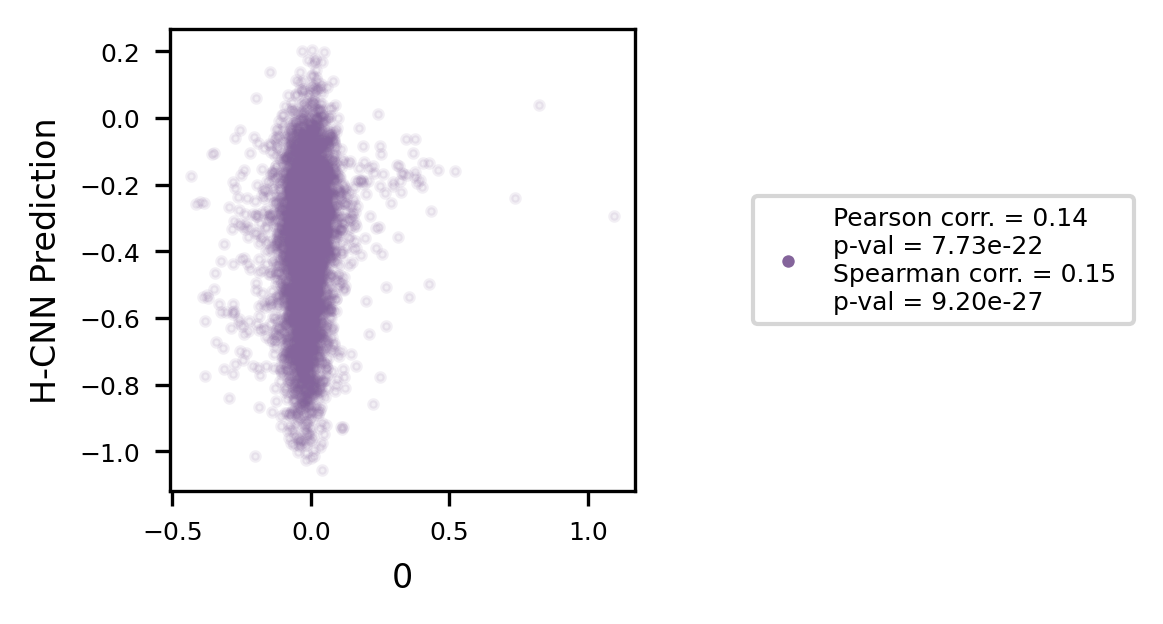 H-CNN Prediction
0.2
0.0
−0.2
−0.4
−0.6
−0.8
−1.0
−0.5
0.0
0.5
1.0
0
Pearson corr. = 0.14
p-val = 7.73e-22
Spearman corr. = 0.15
p-val = 9.20e-27